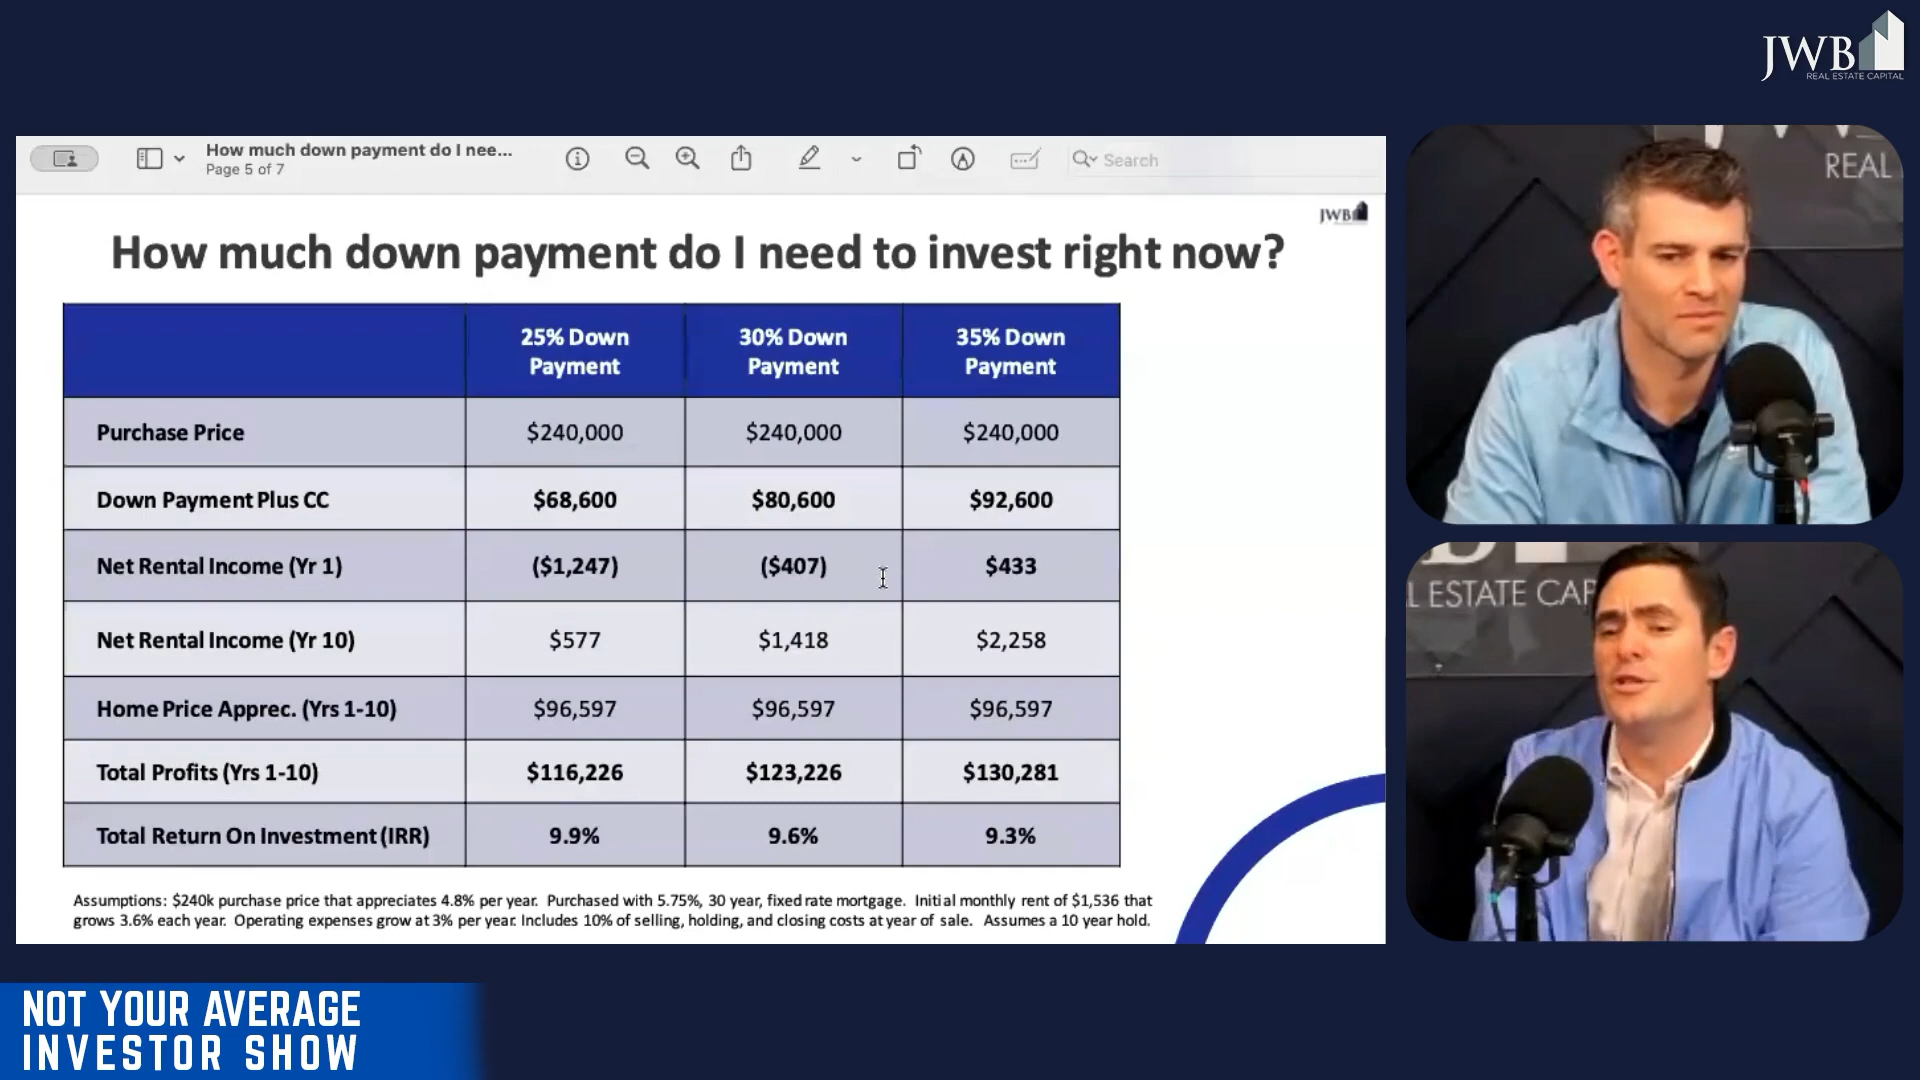 JWB
REAL ESTATE CAPITAL
How much down payment do I nee...
Page 5 of 7
Search
JWB
How much down payment do I need to invest right now?
25% Down Payment
30% Down Payment
35% Down Payment
Purchase Price $240,000 $240,000 $240,000
Down Payment Plus CC $68,600 $80,600 $92,600
Net Rental Income (Yr 1) ($1,247) ($407) $433
Net Rental Income (Yr 10) $577 $1,418 $2,258
Home Price Apprec. (Yrs 1-10) $96,597 $96,597 $96,597
Total Profits (Yrs 1-10) $116,226 $123,226 $130,281
Total Return On Investment (IRR) 9.9% 9.6% 9.3%
Assumptions: $240k purchase price that appreciates 4.8% per year. Purchased with 5.75%, 30 year, fixed rate mortgage. Initial monthly rent of $1,536 that
grows 3.6% each year. Operating expenses grow at 3% per year. Includes 10% of selling, holding, and closing costs at year of sale. Assumes a 10 year hold.
REAL
L ESTATE CAP
NOT YOUR AVERAGE
INVESTOR SHOW